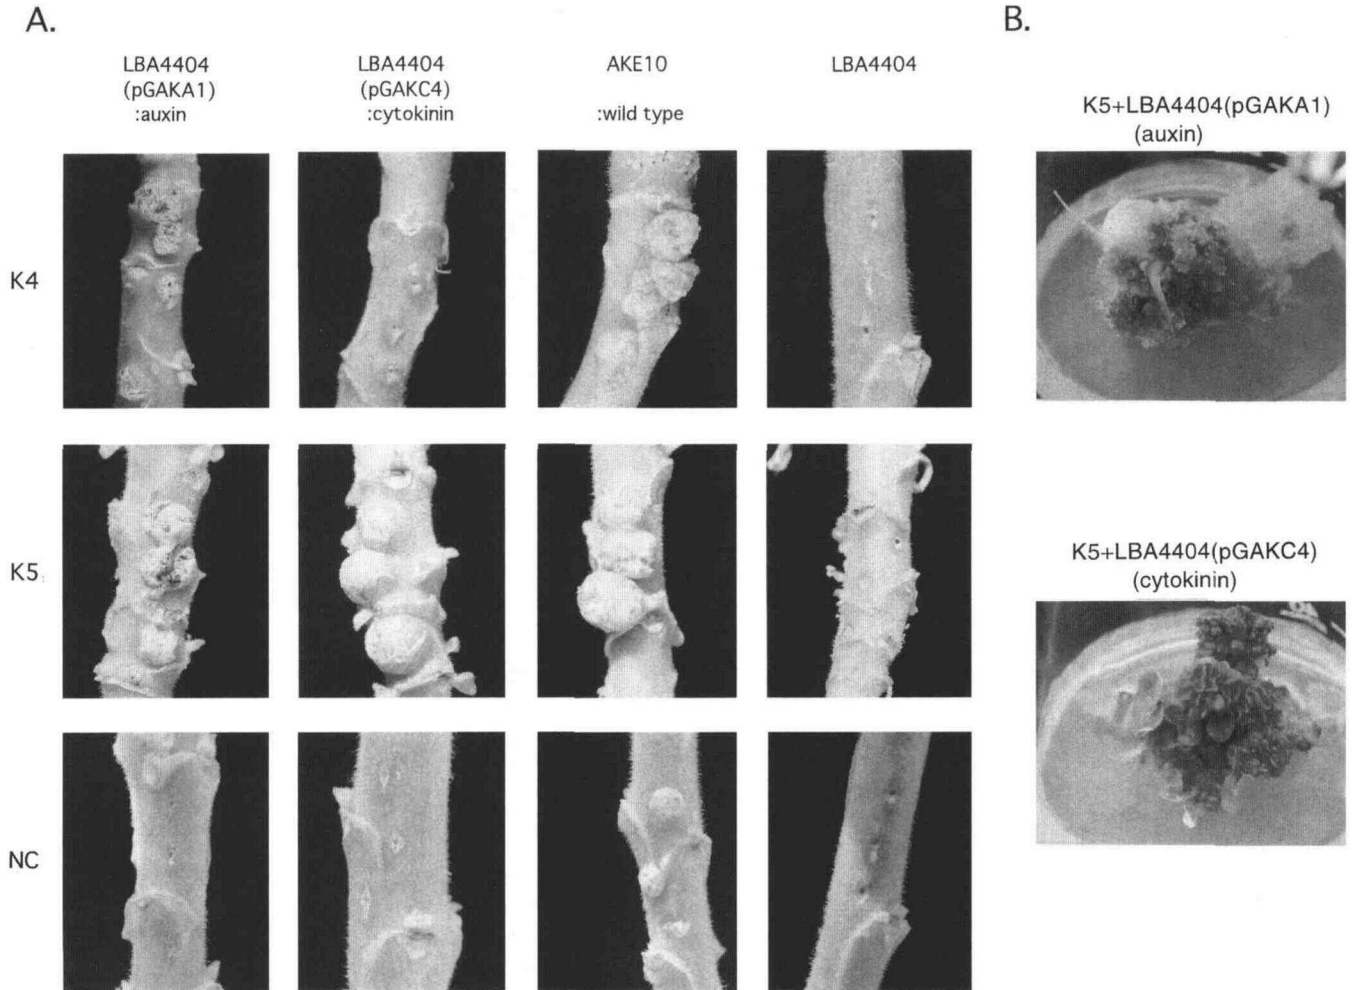 A.
B.
LBA4404
(pGAKA1)
:auxin
LBA4404
(pGAKC4)
:cytokinin
AKE10
:wild type
LBA4404
K4
K5
NC
K5+LBA4404(pGAKA1)
(auxin)
K5+LBA4404(pGAKC4)
(cytokinin)